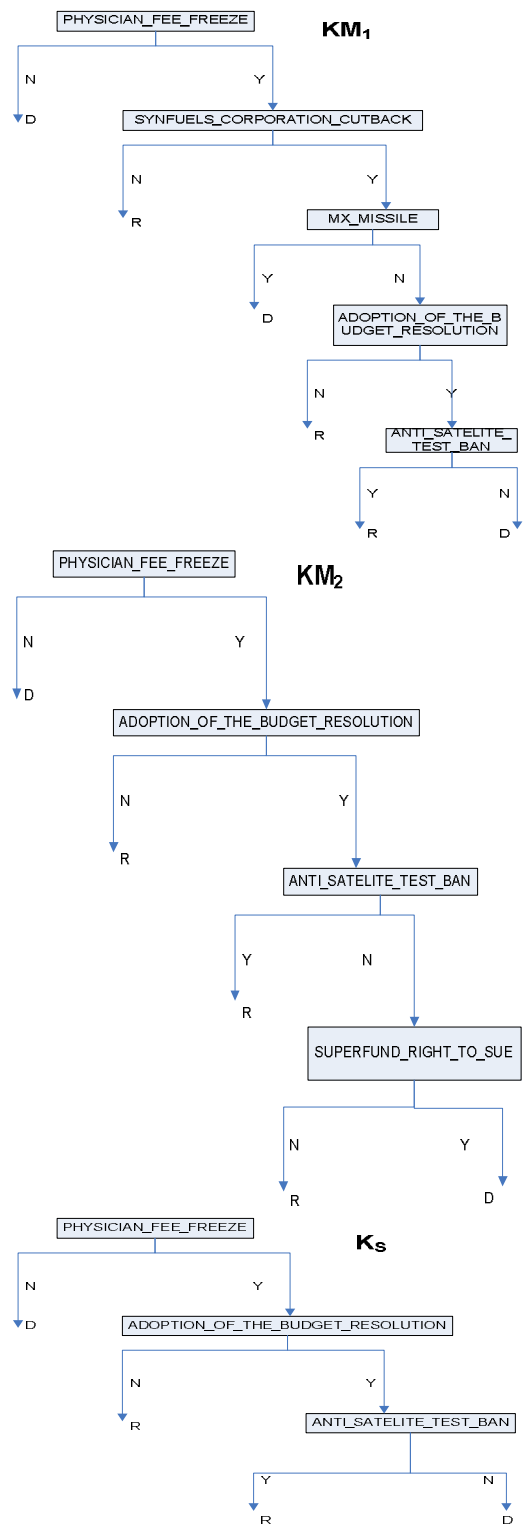 PHYSICIAN_FEE_FREEZE
KM1
N
Y
D
SYNFUELS_CORPORATION_CUTBACK
N
Y
R
MX_MISSILE
Y
N
D
ADOPTION_OF_THE_B
UDGET_RESOLUTION
N
Y
R
ANTI_SATELITE_
TEST_BAN
Y
N
R
D
PHYSICIAN_FEE_FREEZE
KM2
N
Y
D
ADOPTION_OF_THE_BUDGET_RESOLUTION
N
Y
R
ANTI_SATELITE_TEST_BAN
Y
N
R
SUPERFUND_RIGHT_TO_SUE
N
Y
R
D
PHYSICIAN_FEE_FREEZE
KS
N
Y
D
ADOPTION_OF_THE_BUDGET_RESOLUTION
N
Y
R
ANTI_SATELITE_TEST_BAN
Y
N
R
D